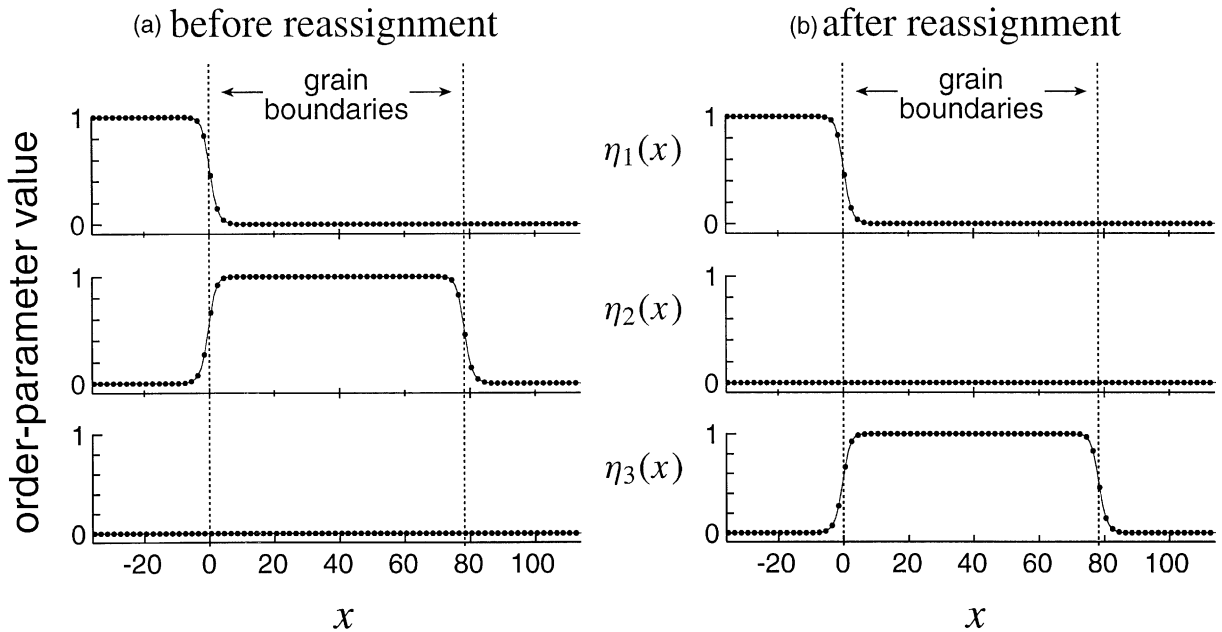 (a) before reassignment
(b) after reassignment
order-parameter value
grain
boundaries
1
0
1
0
1
0
-20 0 20 40 60 80 100
x
η₁(x)
η₂(x)
η₃(x)
grain
boundaries
1
0
1
0
1
0
-20 0 20 40 60 80 100
x